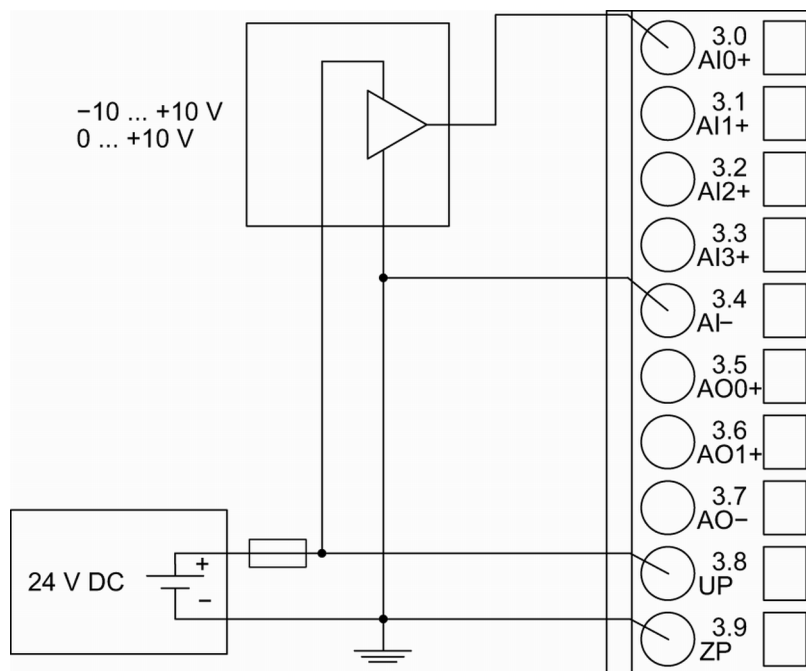 −10 ... +10 V
0 ... +10 V
3.0
AI0+
3.1
AI1+
3.2
AI2+
3.3
AI3+
3.4
AI−
3.5
AO0+
3.6
AO1+
3.7
AO−
3.8
UP
3.9
ZP
24 V DC
+
−